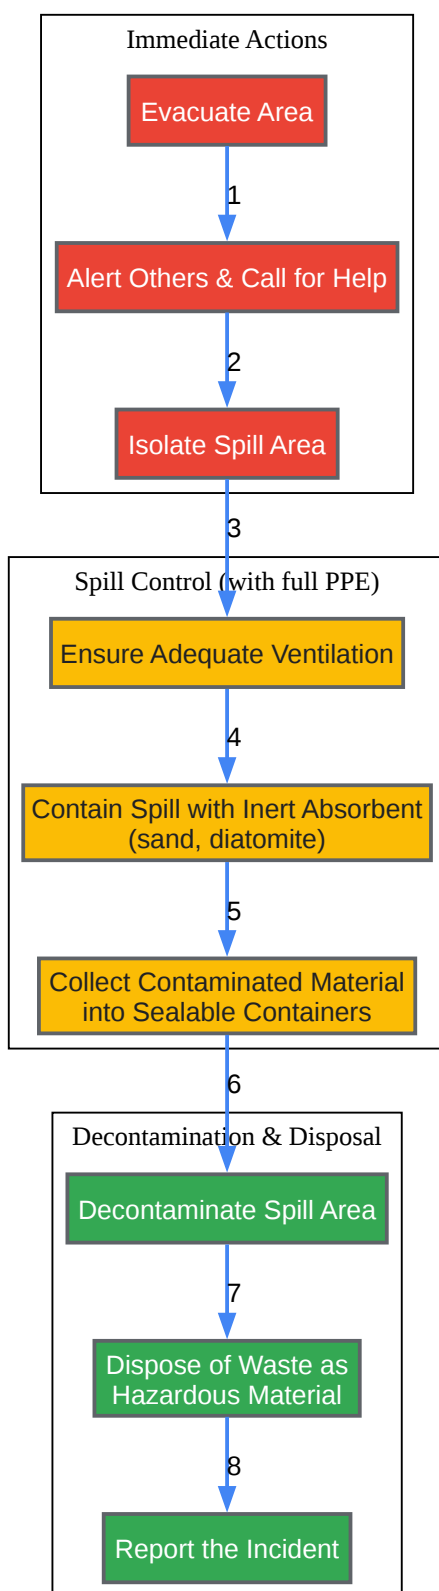 Immediate Actions
Evacuate Area
1
Alert Others & Call for Help
2
Isolate Spill Area
3
Spill Control (with full PPE)
Ensure Adequate Ventilation
4
Contain Spill with Inert Absorbent
(sand, diatomite)
5
Collect Contaminated Material
into Sealable Containers
6
Decontamination & Disposal
Decontaminate Spill Area
7
Dispose of Waste as
Hazardous Material
8
Report the Incident